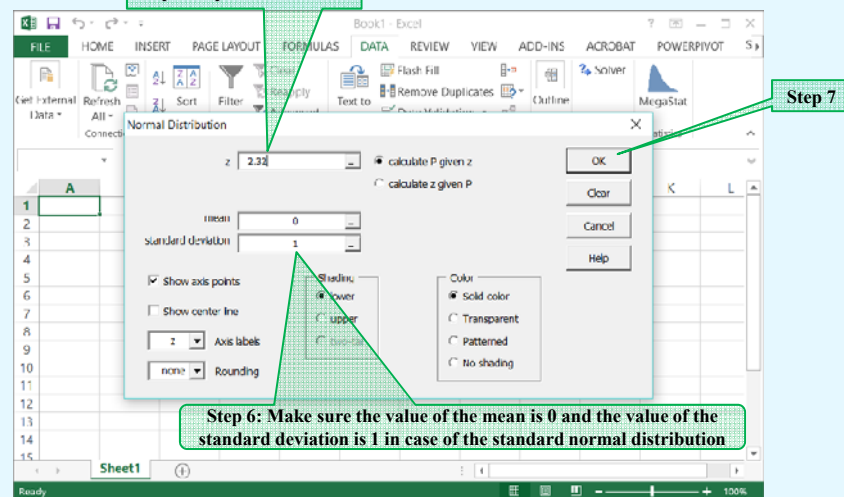 Book1 - Excel
FILE HOME INSERT PAGE LAYOUT FORMULAS DATA REVIEW VIEW ADD-INS ACROBAT POWERPIVOT S
Clear
Flash Fill
Solver
Reapply
Remove Duplicates
Get External Refresh Sort Filter Text to Outline MegaStat
Data All
Connecti
Step 7
Normal Distribution
z 2.32 calculate P given z OK
calculate z given P Clear
mean 0 Cancel
standard deviation 1 Help
Show axis points
Show center line
z Axis labels
none Rounding
Shading
lower
upper
Color
Solid color
Transparent
Patterned
No shading
A K L
1
2
3
4
5
6
7
8
9
10
11
12
13
14
15
Step 6: Make sure the value of the mean is 0 and the value of the
standard deviation is 1 in case of the standard normal distribution
Sheet1
Ready 100%